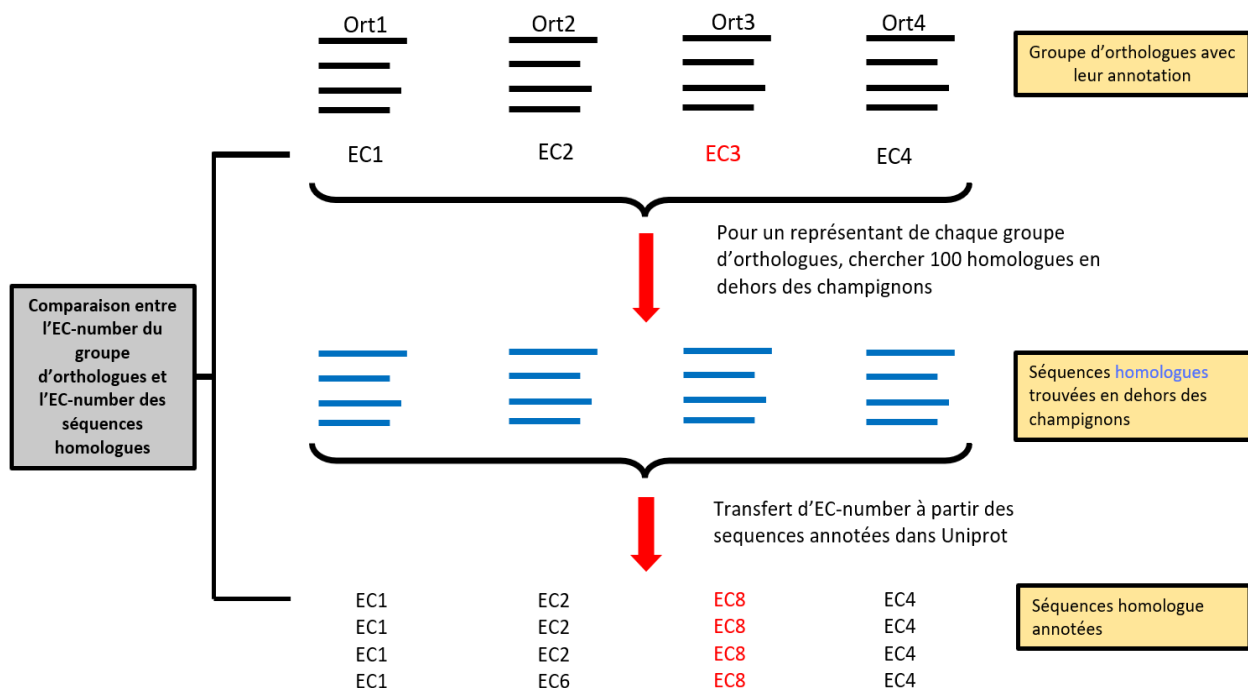 Ort1 Ort2 Ort3 Ort4
Groupe d'orthologues avec
leur annotation
EC1 EC2 EC3 EC4
Pour un représentant de chaque groupe
d'orthologues, chercher 100 homologues en
dehors des champignons
Comparaison entre
l'EC-number du
groupe
d'orthologues et
l'EC-number des
séquences
homologues
Séquences homologues
trouvées en dehors des
champignons
Transfert d'EC-number à partir des
sequences annotées dans Uniprot
EC1 EC2 EC8 EC4
EC1 EC2 EC8 EC4
EC1 EC2 EC8 EC4
EC1 EC6 EC8 EC4
Séquences homologue
annotées